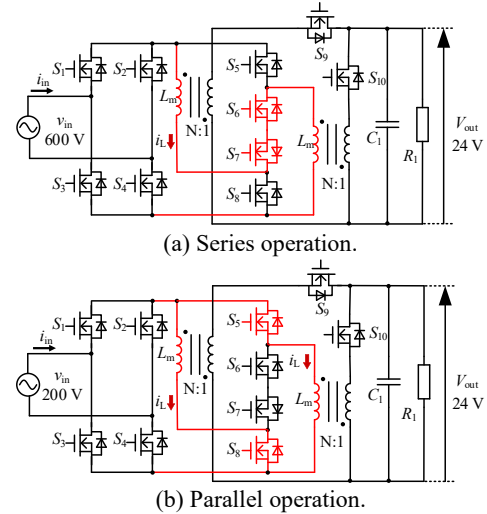 S9
S1
S2
S5
S10
iin
Lm
S6
vin
600 V
iL
S7
Lm
C1
R1
Vout
24 V
N:1
N:1
S3
S4
S8
(a) Series operation.
S9
S1
S2
S5
S10
iin
Lm
S6
iL
vin
200 V
iL
N:1
S7
Lm
C1
R1
Vout
24 V
N:1
S3
S4
S8
(b) Parallel operation.